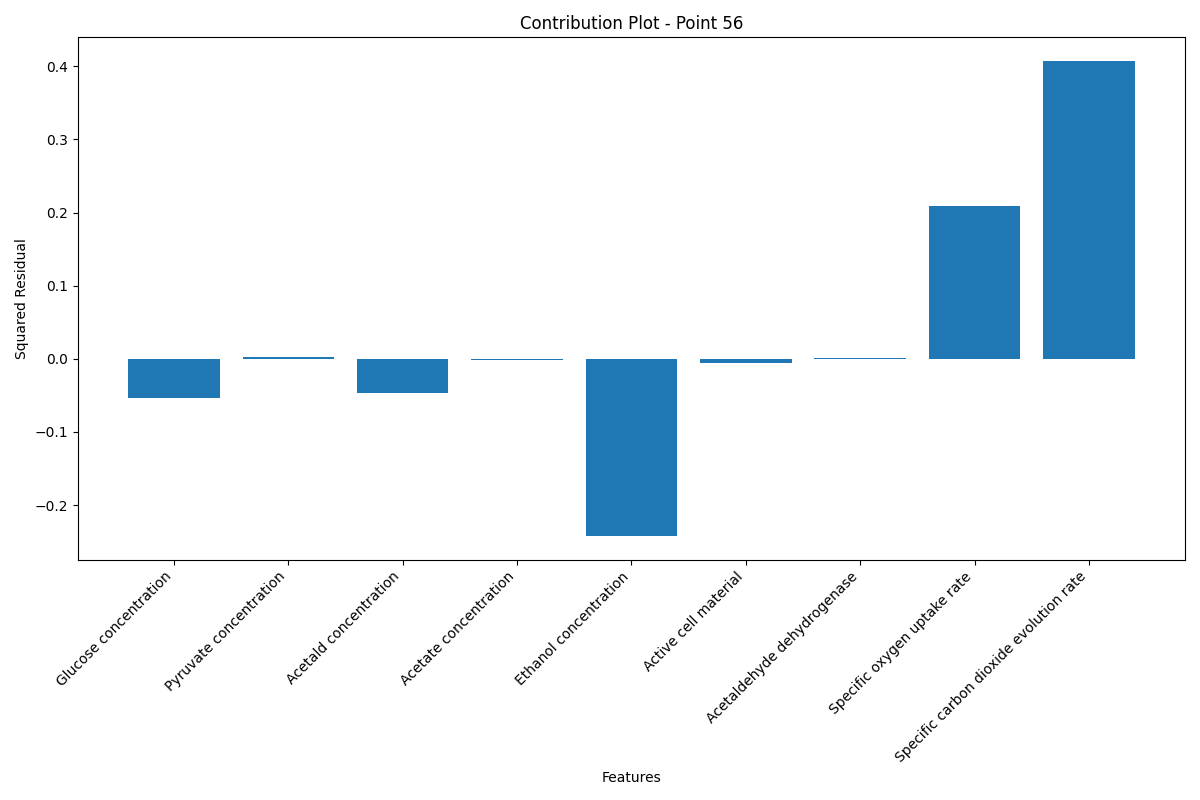 Contribution Plot - Point 56
Squared Residual
0.4
0.3
0.2
0.1
0.0
−0.1
−0.2
Glucose concentration
Pyruvate concentration
Acetald concentration
Acetate concentration
Ethanol concentration
Active cell material
Acetaldehyde dehydrogenase
Specific oxygen uptake rate
Specific carbon dioxide evolution rate
Features